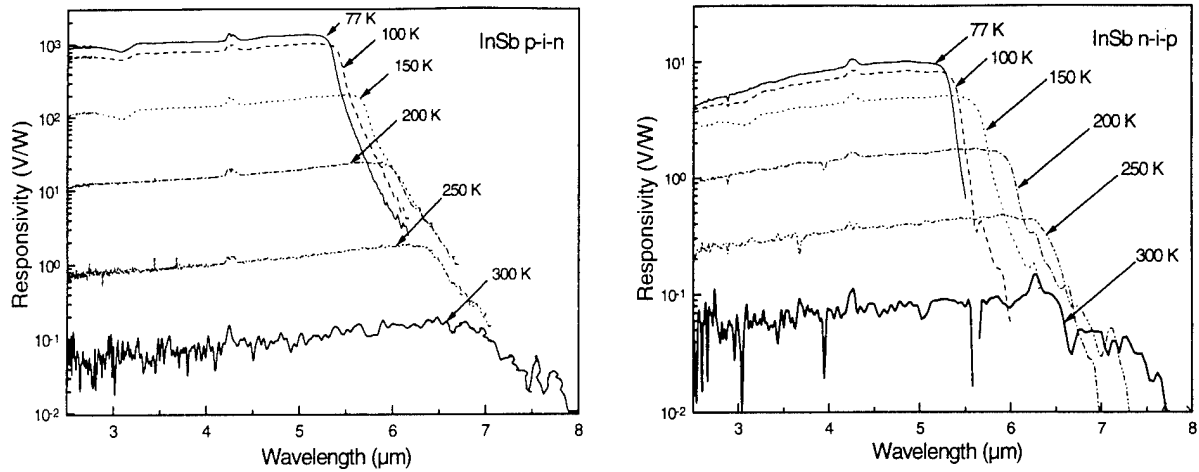 InSb p-i-n
77 K
100 K
150 K
200 K
250 K
300 K
Responsivity (V/W)
10³
10²
10¹
10⁰
10⁻¹
10⁻²
3 4 5 6 7 8
Wavelength (µm)
InSb n-i-p
77 K
100 K
150 K
200 K
250 K
300 K
Responsivity (V/W)
10¹
10⁰
10⁻¹
10⁻²
3 4 5 6 7 8
Wavelength (µm)